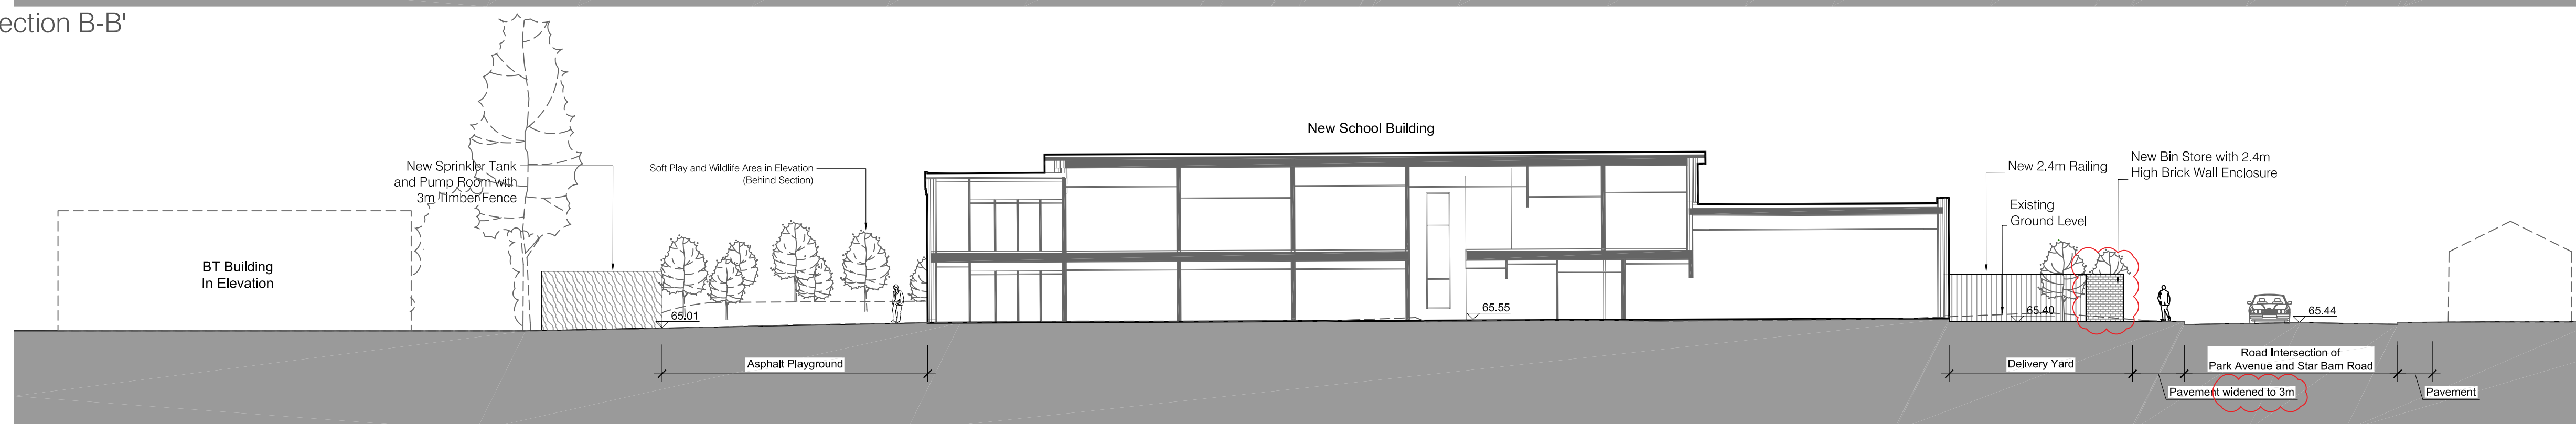 ection B-B'
New School Building
New Sprinkler Tank
and Pump Room with
3m Timber Fence
Soft Play and Wildlife Area in Elevation
(Behind Section)
New 2.4m Railing
New Bin Store with 2.4m
High Brick Wall Enclosure
Existing
Ground Level
BT Building
In Elevation
65.01
65.55
65.40
65.44
Asphalt Playground
Delivery Yard
Road Intersection of
Park Avenue and Star Barn Road
Pavement widened to 3m
Pavement